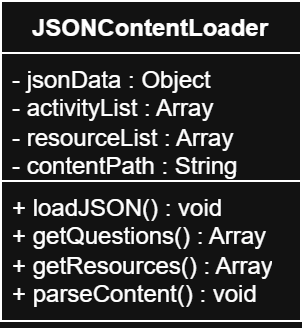 JSONContentLoader
- jsonData : Object
- activityList : Array
- resourceList : Array
- contentPath : String
+ loadJSON() : void
+ getQuestions() : Array
+ getResources() : Array
+ parseContent() : void